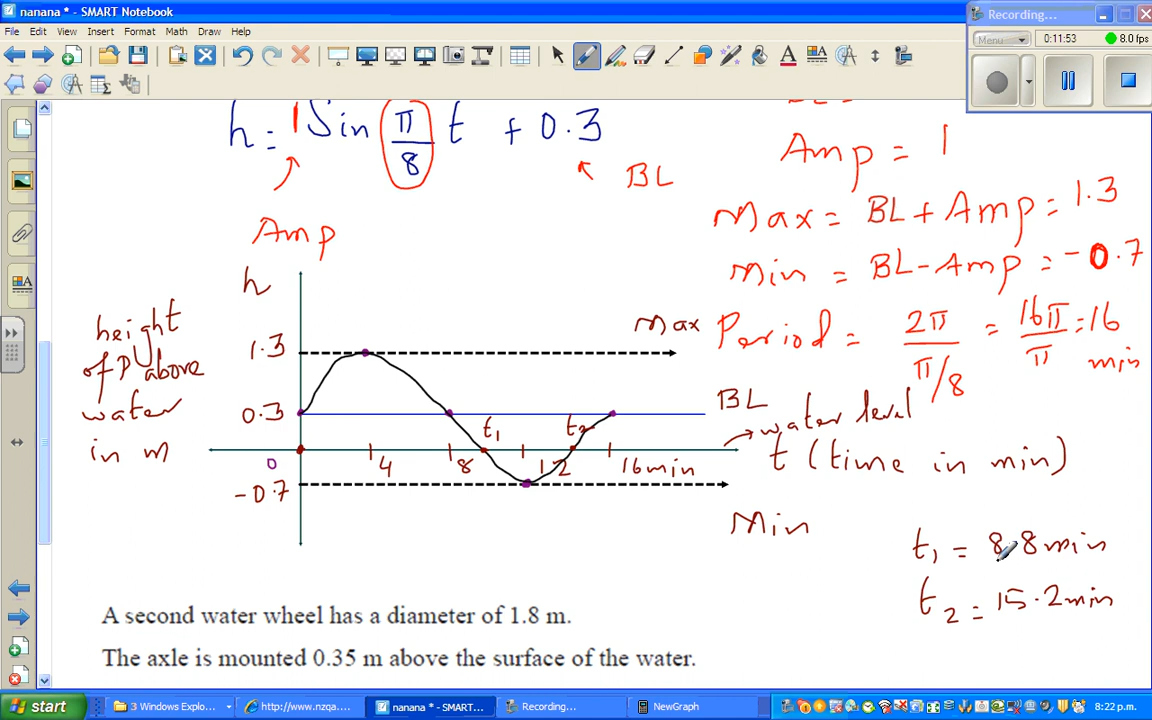 nanana * - SMART Notebook
File Edit View Insert Format Math Draw Help
Recording...
Menu 0:11:53 8.0 fps
h = 1 Sin π/8 t + 0.3
BL
Amp
Amp = 1
Max = BL + Amp = 1.3
Min = BL - Amp = -0.7
Period = 2π / π/8 = 16π / π = 16 min
h
height of P above water in m
1.3
Max
0.3
BL
water level
t1
t2
0
4
8
12
16min
t (time in min)
-0.7
Min
t1 = 8.8min
t2 = 15.2min
A second water wheel has a diameter of 1.8 m.
The axle is mounted 0.35 m above the surface of the water.
start
3 Windows Explo...
http://www.nzqa....
nanana * - SMART...
Recording...
NewGraph
8:22 p.m.